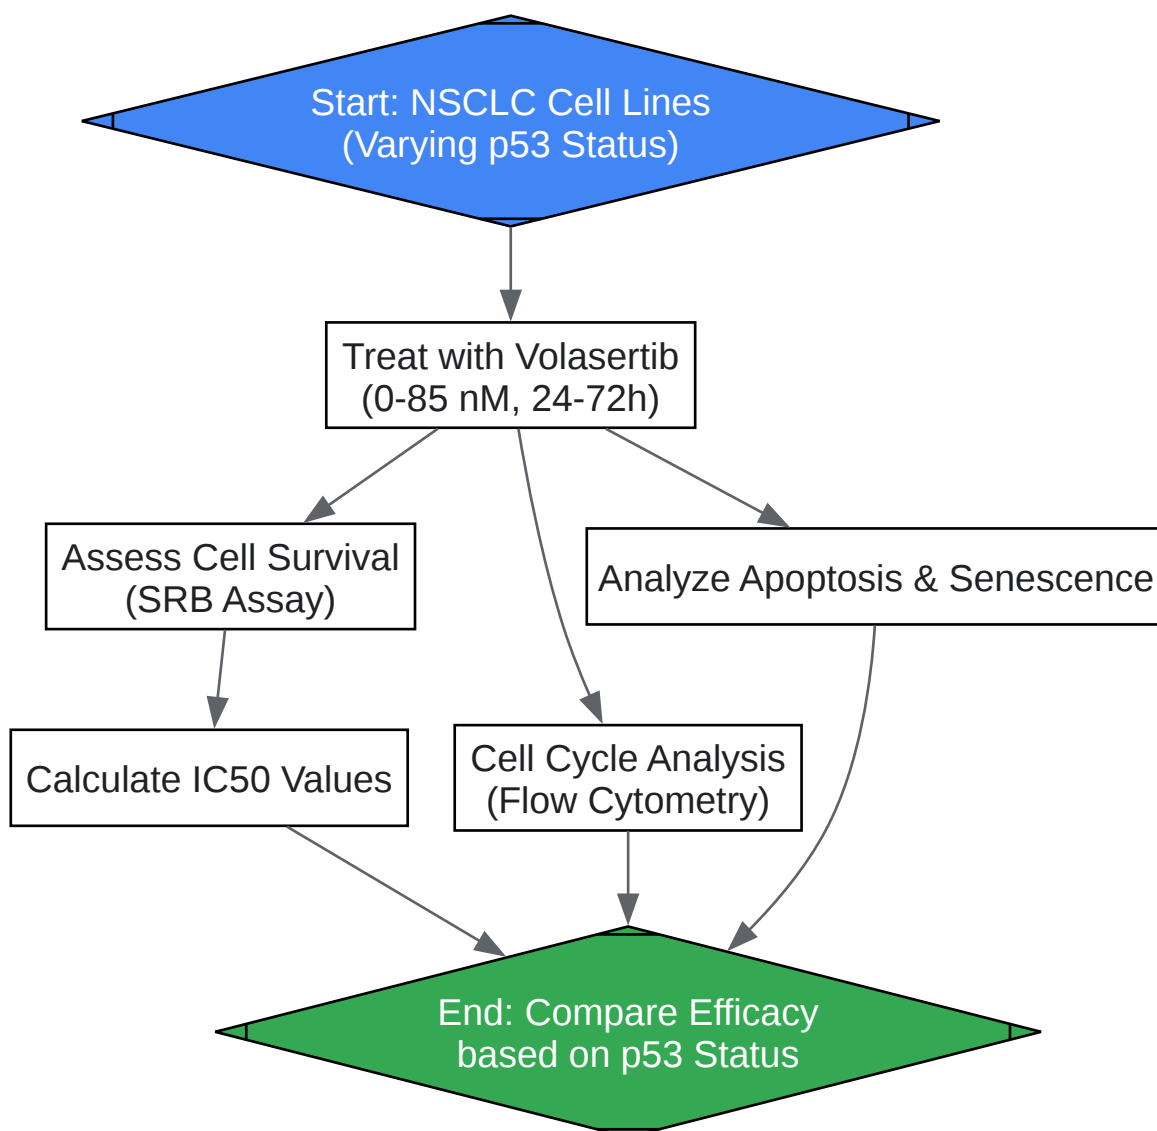 Start: NSCLC Cell Lines
(Varying p53 Status)
Treat with Volasertib
(0-85 nM, 24-72h)
Assess Cell Survival
(SRB Assay)
Analyze Apoptosis & Senescence
Calculate IC50 Values
Cell Cycle Analysis
(Flow Cytometry)
End: Compare Efficacy
based on p53 Status